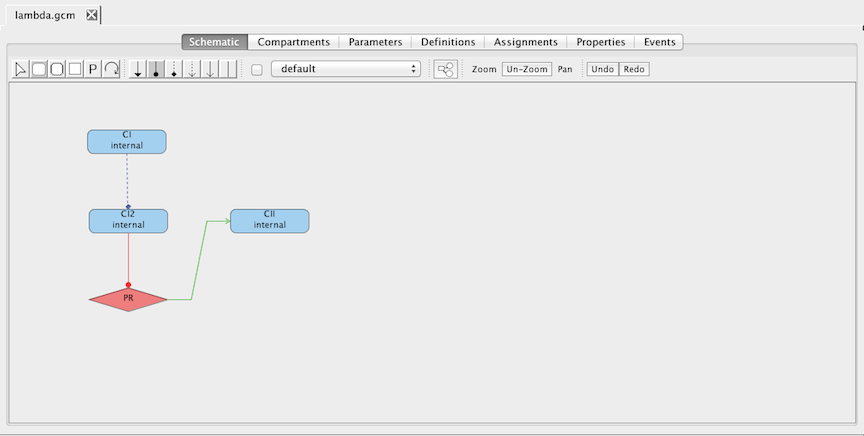 lambda.gcm
Schematic Compartments Parameters Definitions Assignments Properties Events
P default Zoom Un-Zoom Pan Undo Redo
CI
internal
CI2
internal
CII
internal
PR